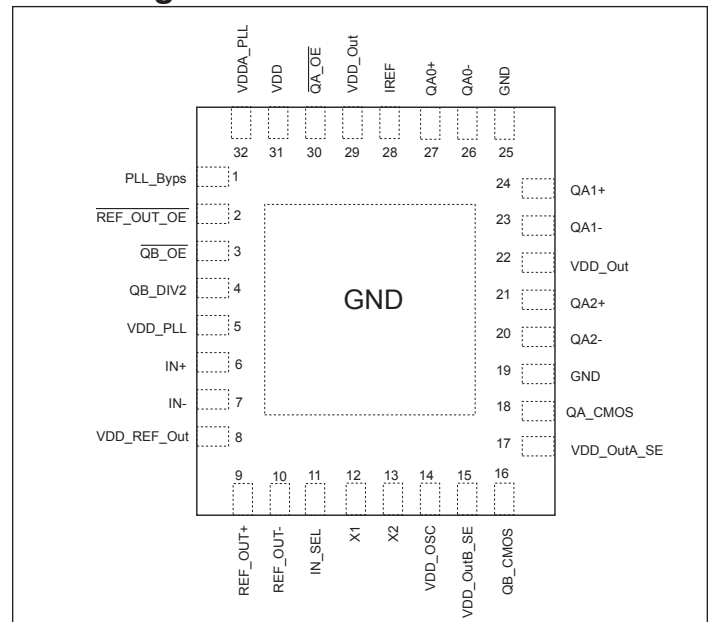 VDDA_PLL
VDD
QA_OE
VDD_Out
IREF
QA0+
QA0-
GND
32 31 30 29 28 27 26 25
PLL_Byps 1
REF_OUT_OE 2
QB_OE 3
QB_DIV2 4
VDD_PLL 5
IN+ 6
IN- 7
VDD_REF_Out 8
GND
24 QA1+
23 QA1-
22 VDD_Out
21 QA2+
20 QA2-
19 GND
18 QA_CMOS
17 VDD_OutA_SE
9 10 11 12 13 14 15 16
REF_OUT+
REF_OUT-
IN_SEL
X1
X2
VDD_OSC
VDD_OutB_SE
QB_CMOS